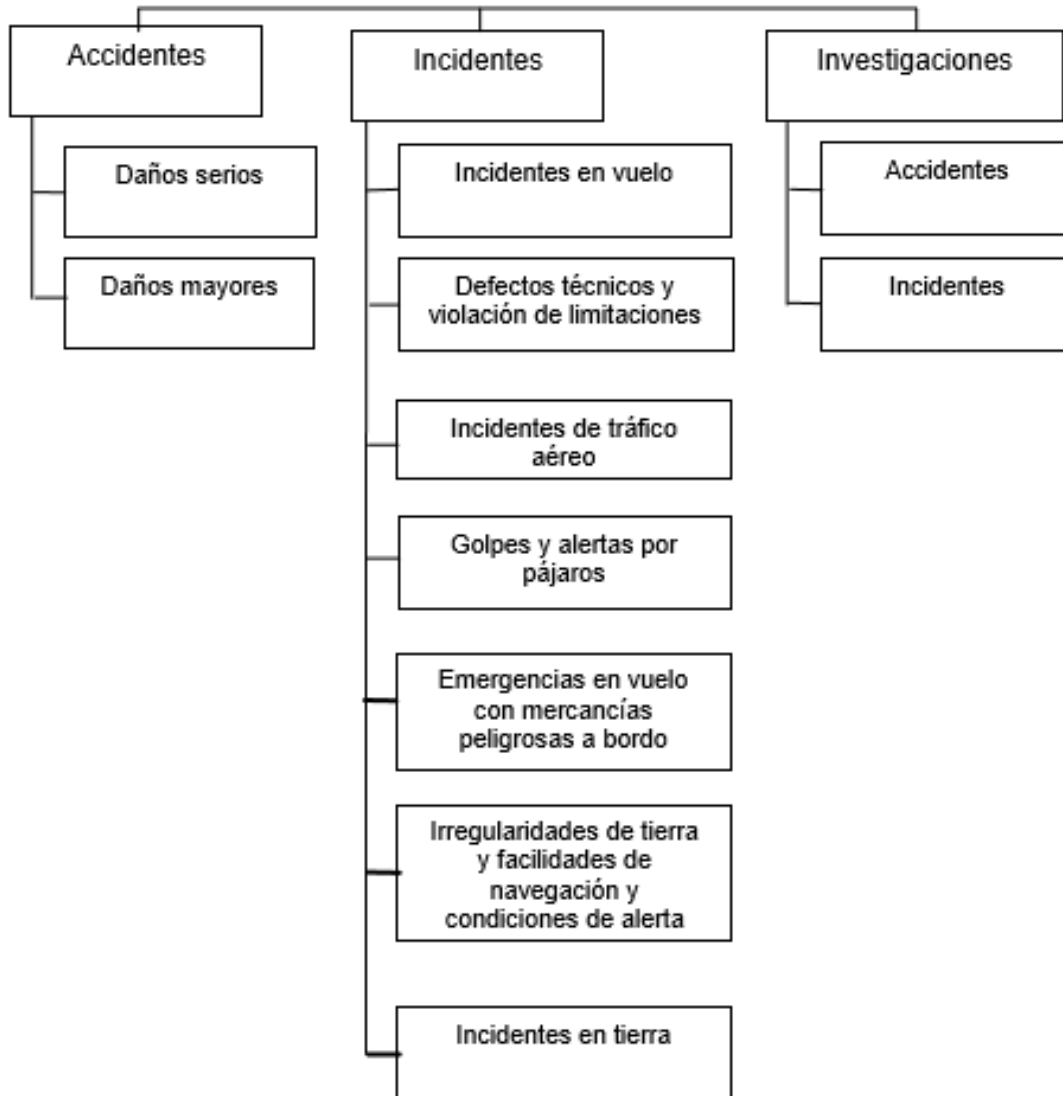 Accidentes
Incidentes
Investigaciones
Daños serios
Daños mayores
Incidentes en vuelo
Defectos técnicos y
violación de limitaciones
Incidentes de tráfico
aéreo
Golpes y alertas por
pájaros
Emergencias en vuelo
con mercancías
peligrosas a bordo
Irregularidades de tierra
y facilidades de
navegación y
condiciones de alerta
Incidentes en tierra
Accidentes
Incidentes